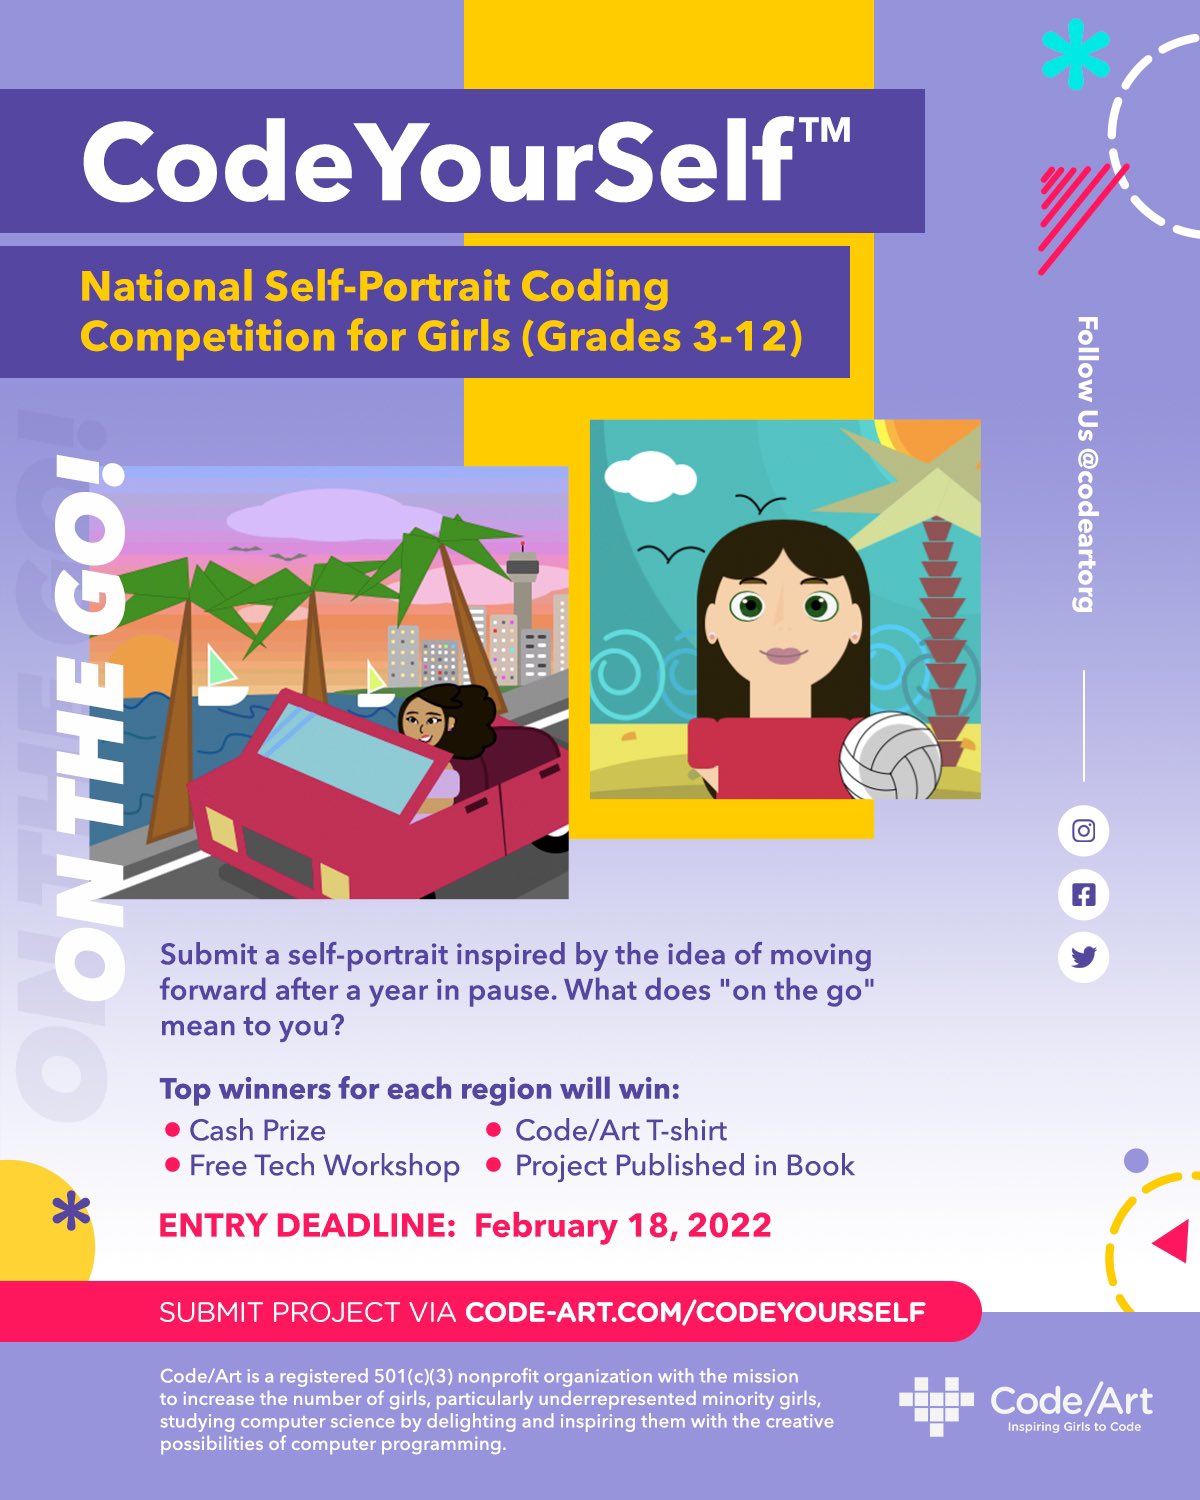 CodeYourSelf™
National Self-Portrait Coding
Competition for Girls (Grades 3-12)
Follow Us @codeartorg
ON THE GO!
ON THE GO!
Submit a self-portrait inspired by the idea of moving
forward after a year in pause. What does "on the go"
mean to you?
Top winners for each region will win:
Cash Prize
Code/Art T-shirt
Free Tech Workshop
Project Published in Book
ENTRY DEADLINE: February 18, 2022
SUBMIT PROJECT VIA CODE-ART.COM/CODEYOURSELF
Code/Art is a registered 501(c)(3) nonprofit organization with the mission
to increase the number of girls, particularly underrepresented minority girls,
studying computer science by delighting and inspiring them with the creative
possibilities of computer programming.
Code/Art
Inspiring Girls to Code